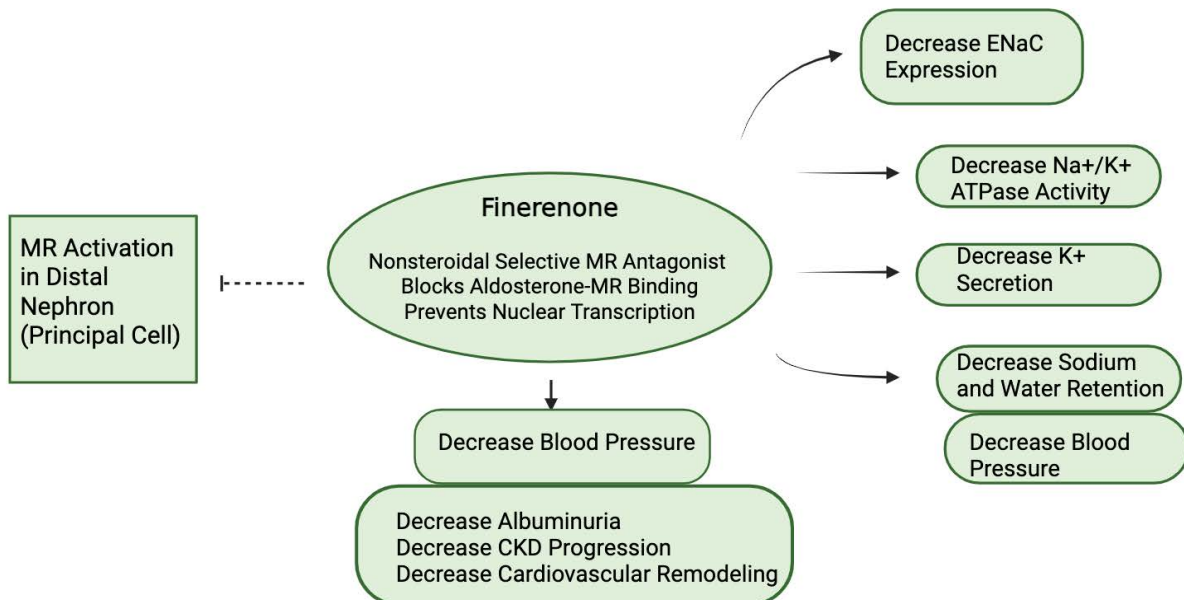 Decrease ENaC
Expression
Decrease Na+/K+
ATPase Activity
Finerenone
Nonsteroidal Selective MR Antagonist
Blocks Aldosterone-MR Binding
Prevents Nuclear Transcription
MR Activation
in Distal
Nephron
(Principal Cell)
Decrease K+
Secretion
Decrease Sodium
and Water Retention
Decrease Blood
Pressure
Decrease Blood Pressure
Decrease Albuminuria
Decrease CKD Progression
Decrease Cardiovascular Remodeling